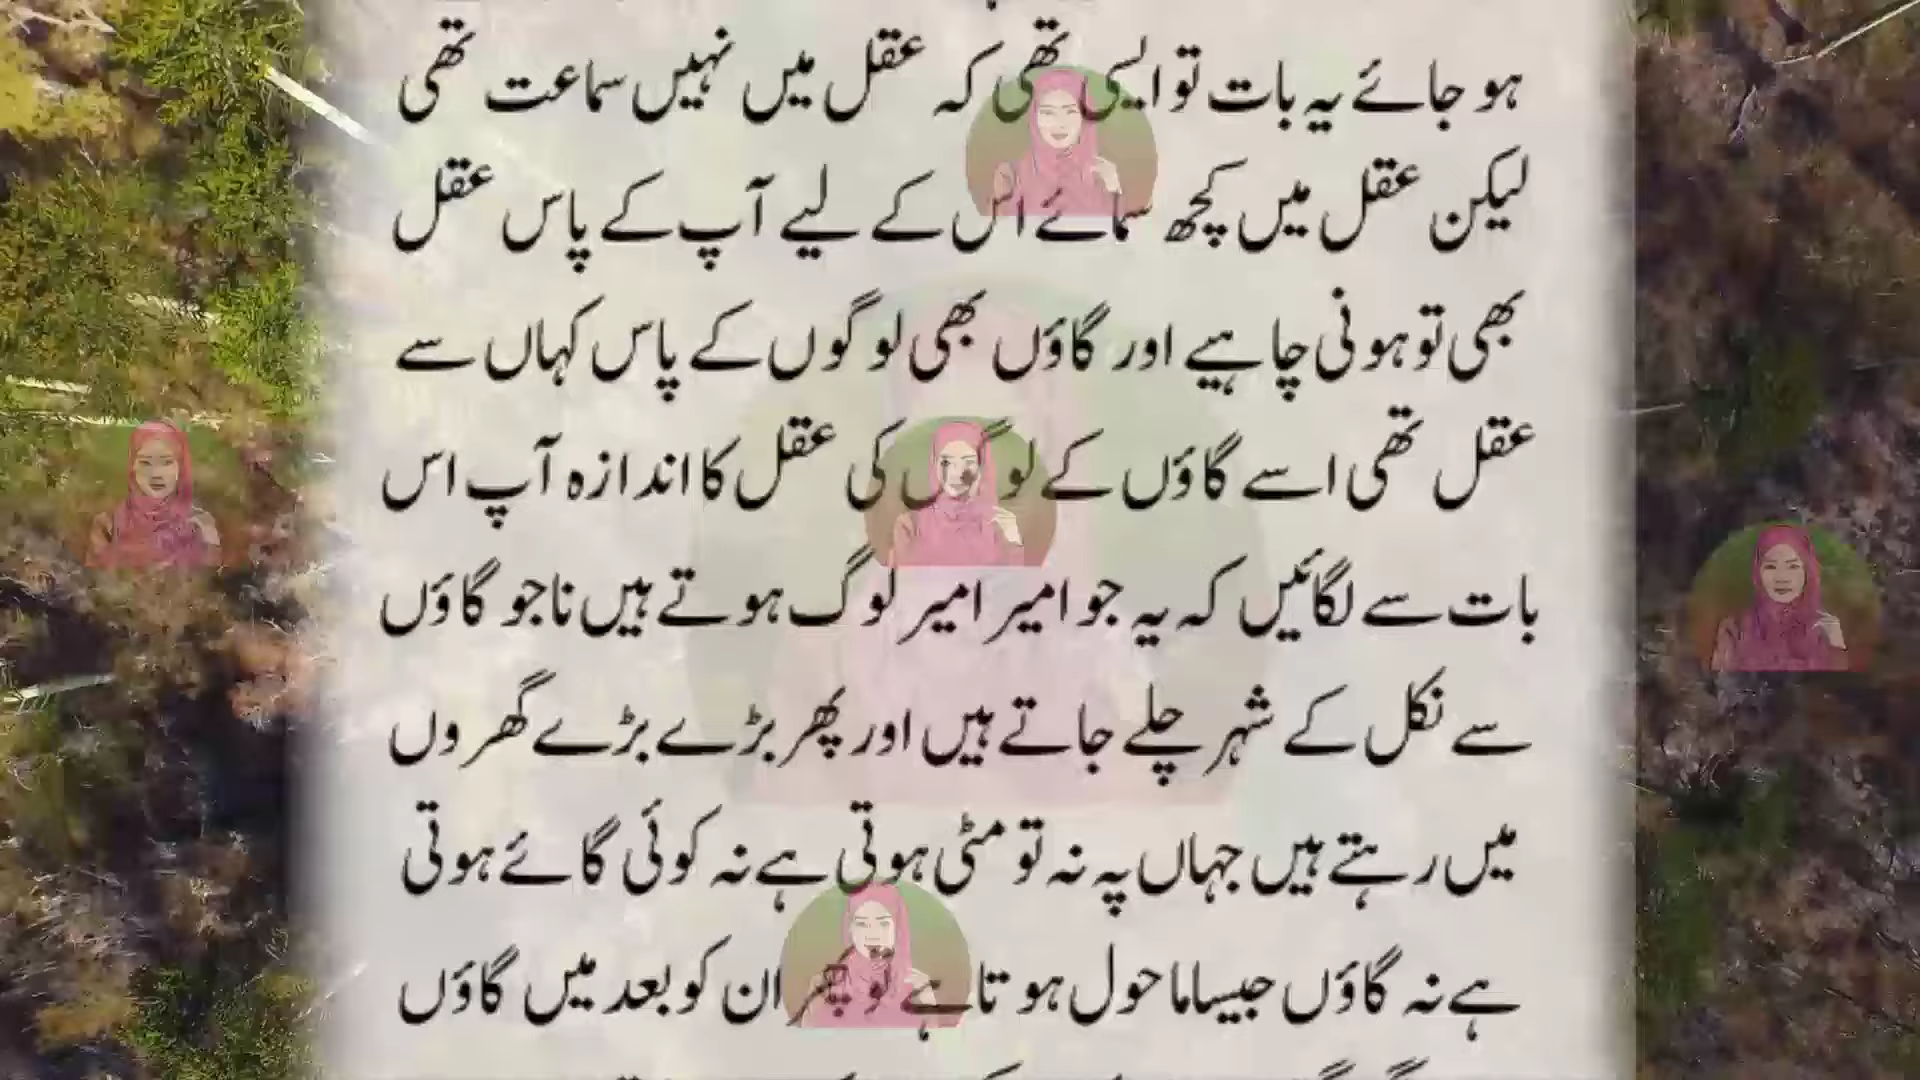 ہو جائے یہ بات تو ایسی تھی کہ عقل میں نہیں سماعت تھی
لیکن عقل میں کچھ سمائے اس کے لیے آپ کے پاس عقل
بھی تو ہونی چاہیے اور گاؤں بھی لوگوں کے پاس کہاں سے
عقل تھی اسے گاؤں کے لوگوں کی عقل کا اندازہ آپ اس
بات سے لگائیں کہ یہ جو امیر امیر لوگ ہوتے ہیں نا جو گاؤں
سے نکل کے شہر چلے جاتے ہیں اور پھر بڑے بڑے گھروں
میں رہتے ہیں جہاں پہ نہ تو مٹی ہوتی ہے نہ کوئی گائے ہوتی
ہے نہ گاؤں جیسا ماحول ہوتا ہے تو پھر ان کو بعد میں گاؤں